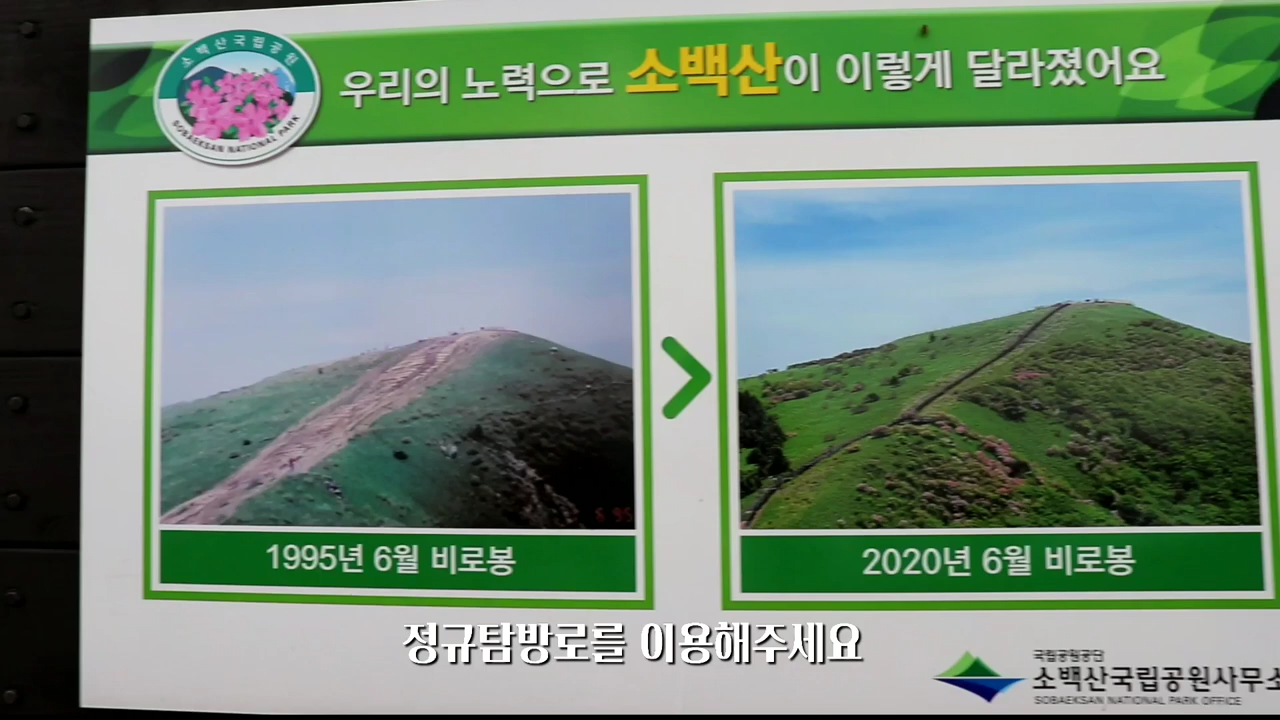 소백산국립공원
SOBAEKSAN NATIONAL PARK
우리의 노력으로 소백산이 이렇게 달라졌어요
1995년 6월 비로봉
2020년 6월 비로봉
정규탐방로를 이용해주세요
국립공원공단
소백산국립공원사무소
SOBAEKSAN NATIONAL PARK OFFICE